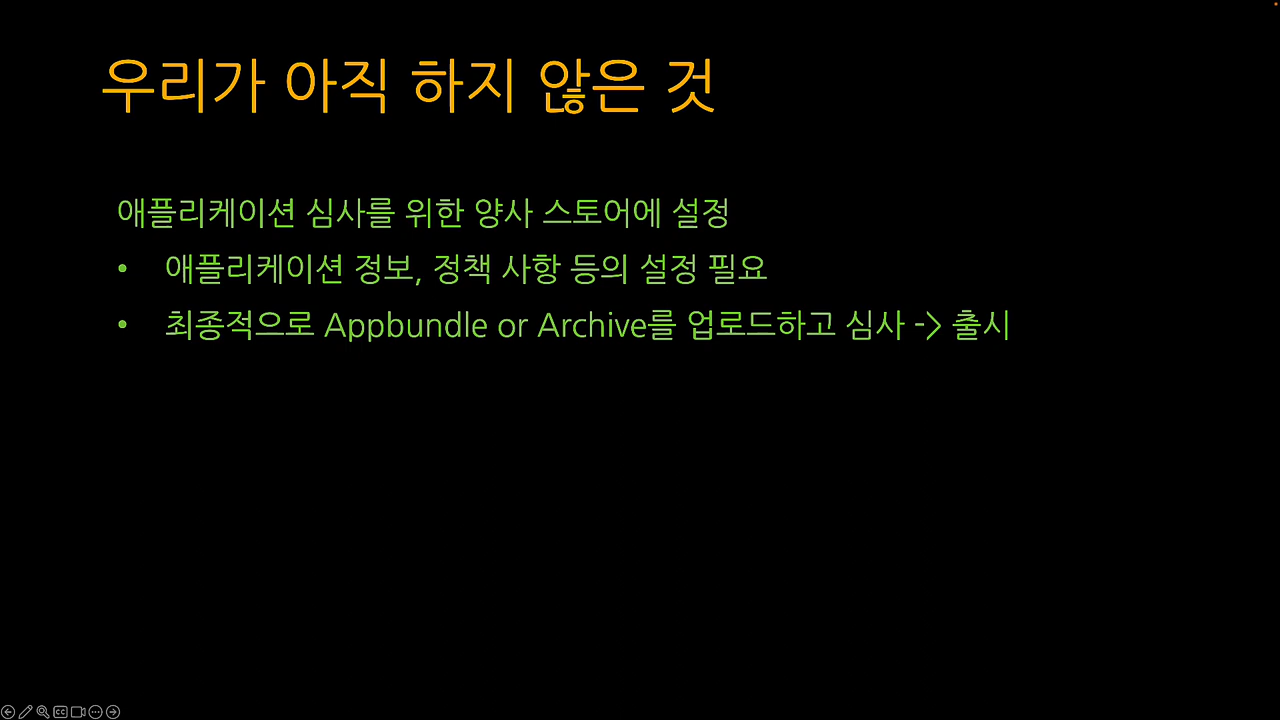 우리가 아직 하지 않은 것
애플리케이션 심사를 위한 양사 스토어에 설정
• 애플리케이션 정보, 정책 사항 등의 설정 필요
• 최종적으로 Appbundle or Archive를 업로드하고 심사 -> 출시